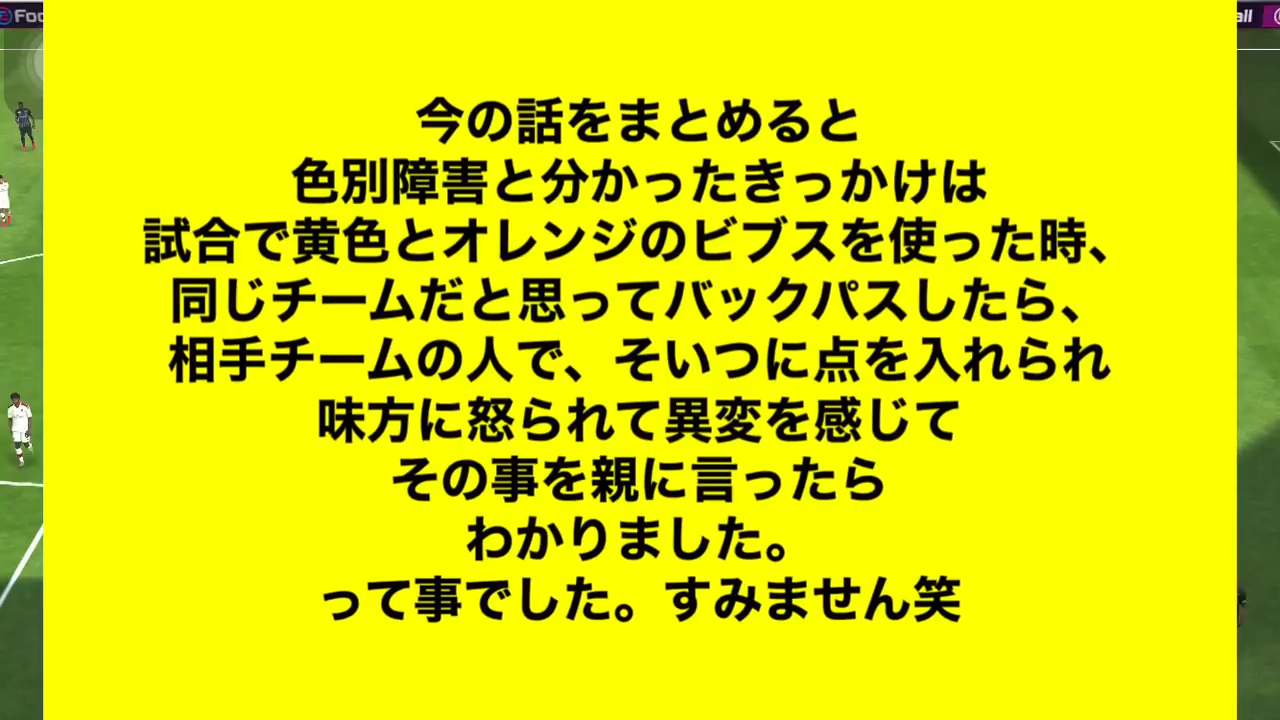 Foo
all
今の話をまとめると
色別障害と分かったきっかけは
試合で黄色とオレンジのビブスを使った時、
同じチームだと思ってバックパスしたら、
相手チームの人で、そいつに点を入れられ
味方に怒られて異変を感じて
その事を親に言ったら
わかりました。
って事でした。すみません笑